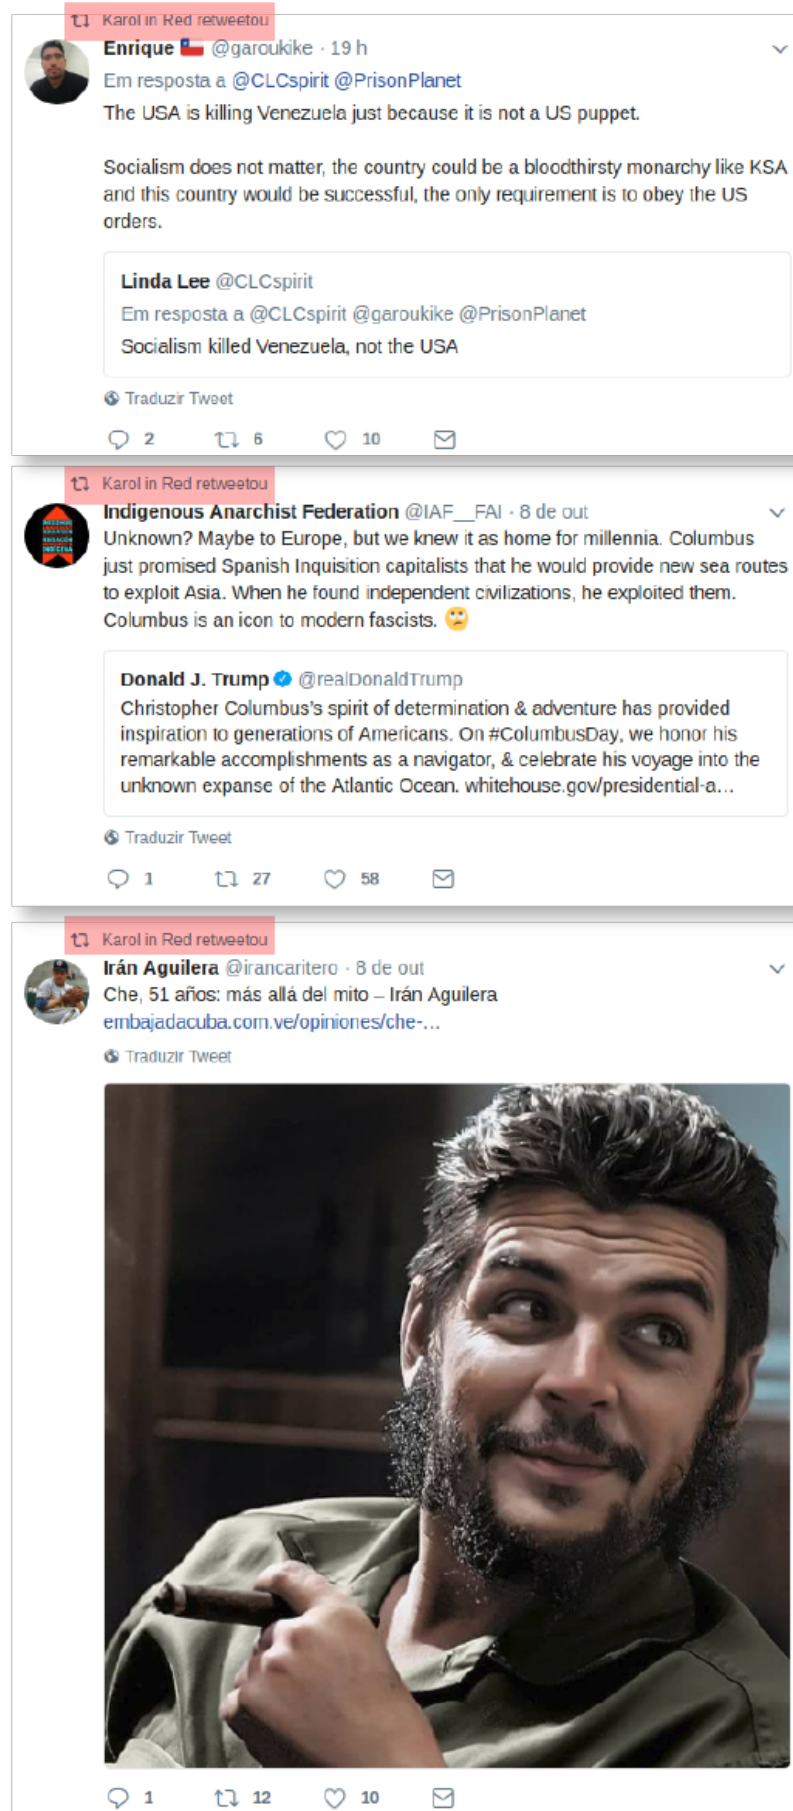 Karol in Red retweetou
Enrique @garoukike · 19 h
Em resposta a @CLCspirit @PrisonPlanet
The USA is killing Venezuela just because it is not a US puppet.
Socialism does not matter, the country could be a bloodthirsty monarchy like KSA
and this country would be successful, the only requirement is to obey the US
orders.
Linda Lee @CLCspirit
Em resposta a @CLCspirit @garoukike @PrisonPlanet
Socialism killed Venezuela, not the USA
Traduzir Tweet
2 6 10
Karol in Red retweetou
Indigenous Anarchist Federation @IAF__FAI · 8 de out
Unknown? Maybe to Europe, but we knew it as home for millennia. Columbus
just promised Spanish Inquisition capitalists that he would provide new sea routes
to exploit Asia. When he found independent civilizations, he exploited them.
Columbus is an icon to modern fascists. 🙄
Donald J. Trump @realDonaldTrump
Christopher Columbus's spirit of determination & adventure has provided
inspiration to generations of Americans. On #ColumbusDay, we honor his
remarkable accomplishments as a navigator, & celebrate his voyage into the
unknown expanse of the Atlantic Ocean. whitehouse.gov/presidential-a...
Traduzir Tweet
1 27 58
Karol in Red retweetou
Irán Aguilera @irancaritero · 8 de out
Che, 51 años: más allá del mito – Irán Aguilera
embajadacuba.com.ve/opiniones/che-...
Traduzir Tweet
1 12 10